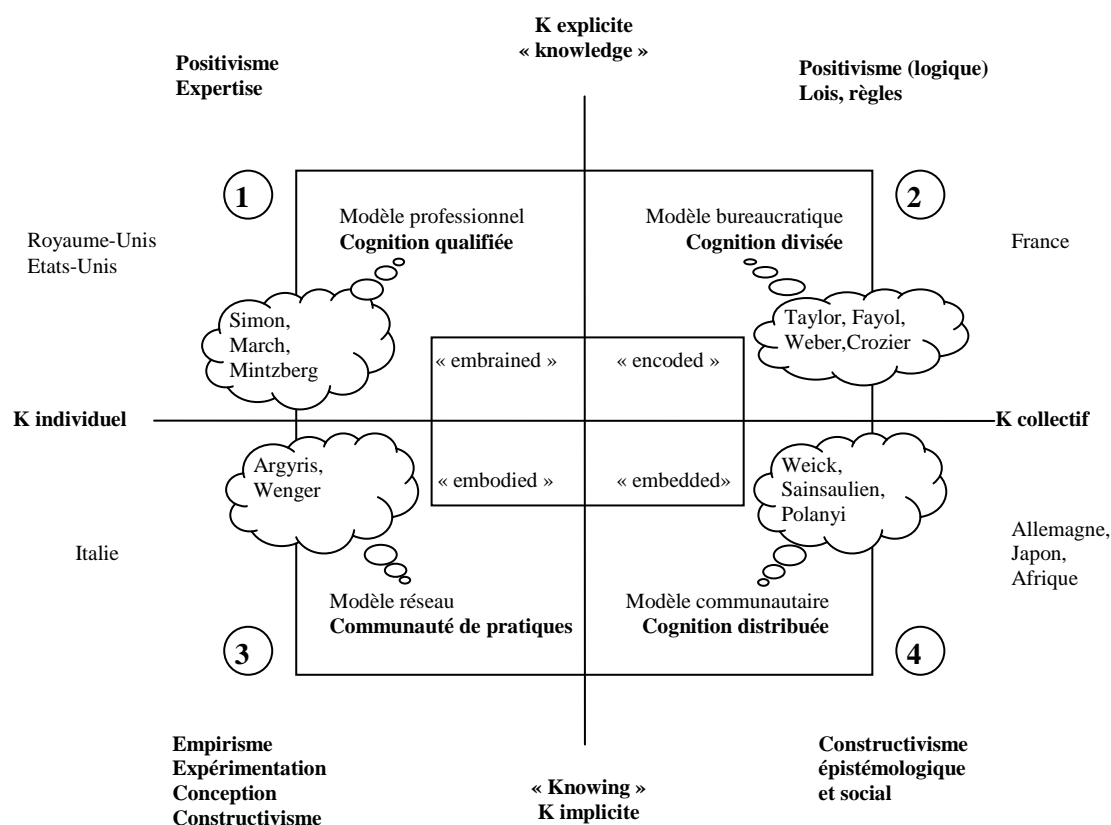 K explicite
« knowledge »
Positivisme
Expertise
Positivisme (logique)
Lois, règles
1
2
Modèle professionnel
Cognition qualifiée
Modèle bureaucratique
Cognition divisée
Royaume-Unis
Etats-Unis
France
Simon,
March,
Mintzberg
Taylor, Fayol,
Weber,Crozier
« embrained »
« encoded »
K individuel
K collectif
Argyris,
Wenger
« embodied »
« embedded»
Weick,
Sainsaulien,
Polanyi
Italie
Allemagne,
Japon,
Afrique
Modèle réseau
Communauté de pratiques
Modèle communautaire
Cognition distribuée
3
4
Empirisme
Expérimentation
Conception
Constructivisme
« Knowing »
K implicite
Constructivisme
épistémologique
et social